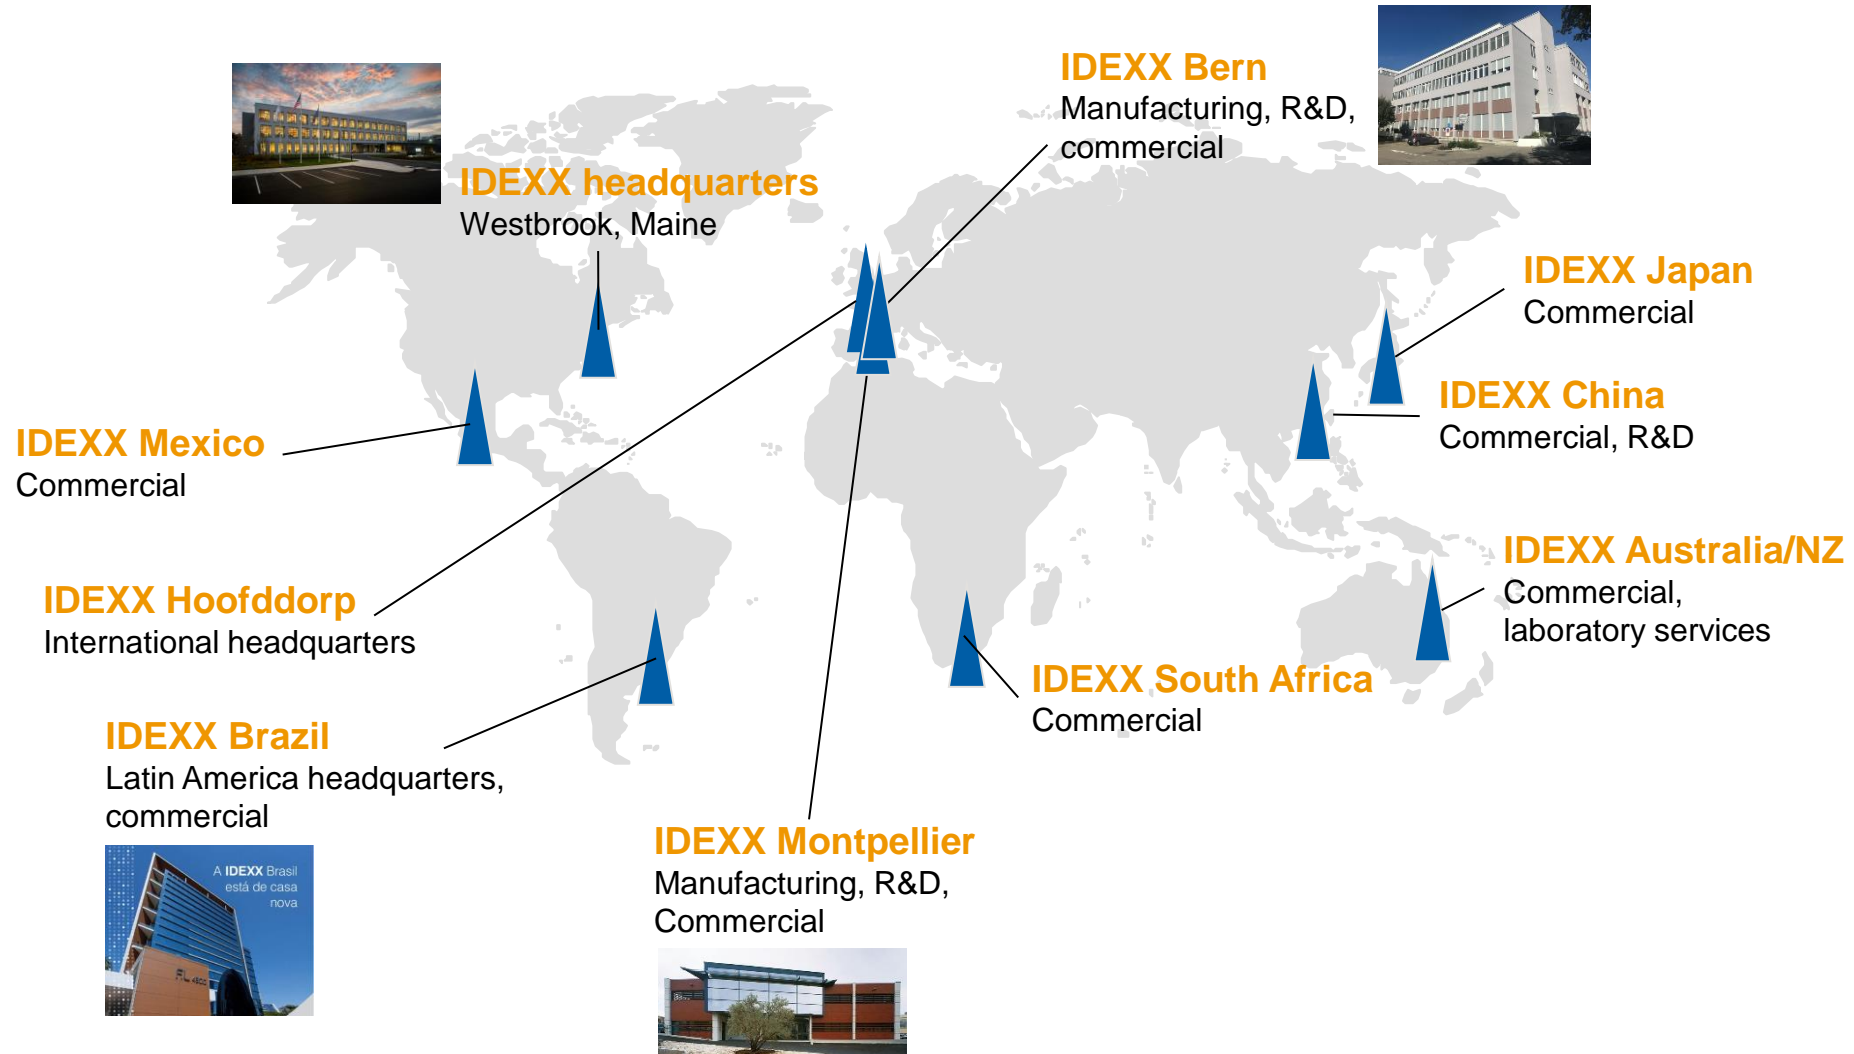 IDEXX Bern
Manufacturing, R&D,
commercial
IDEXX headquarters
Westbrook, Maine
IDEXX Japan
Commercial
IDEXX China
Commercial, R&D
IDEXX Mexico
Commercial
IDEXX Australia/NZ
Commercial,
laboratory services
IDEXX Hoofddorp
International headquarters
IDEXX South Africa
Commercial
IDEXX Brazil
Latin America headquarters,
commercial
IDEXX Montpellier
Manufacturing, R&D,
Commercial
A IDEXX Brasil
está de casa
nova